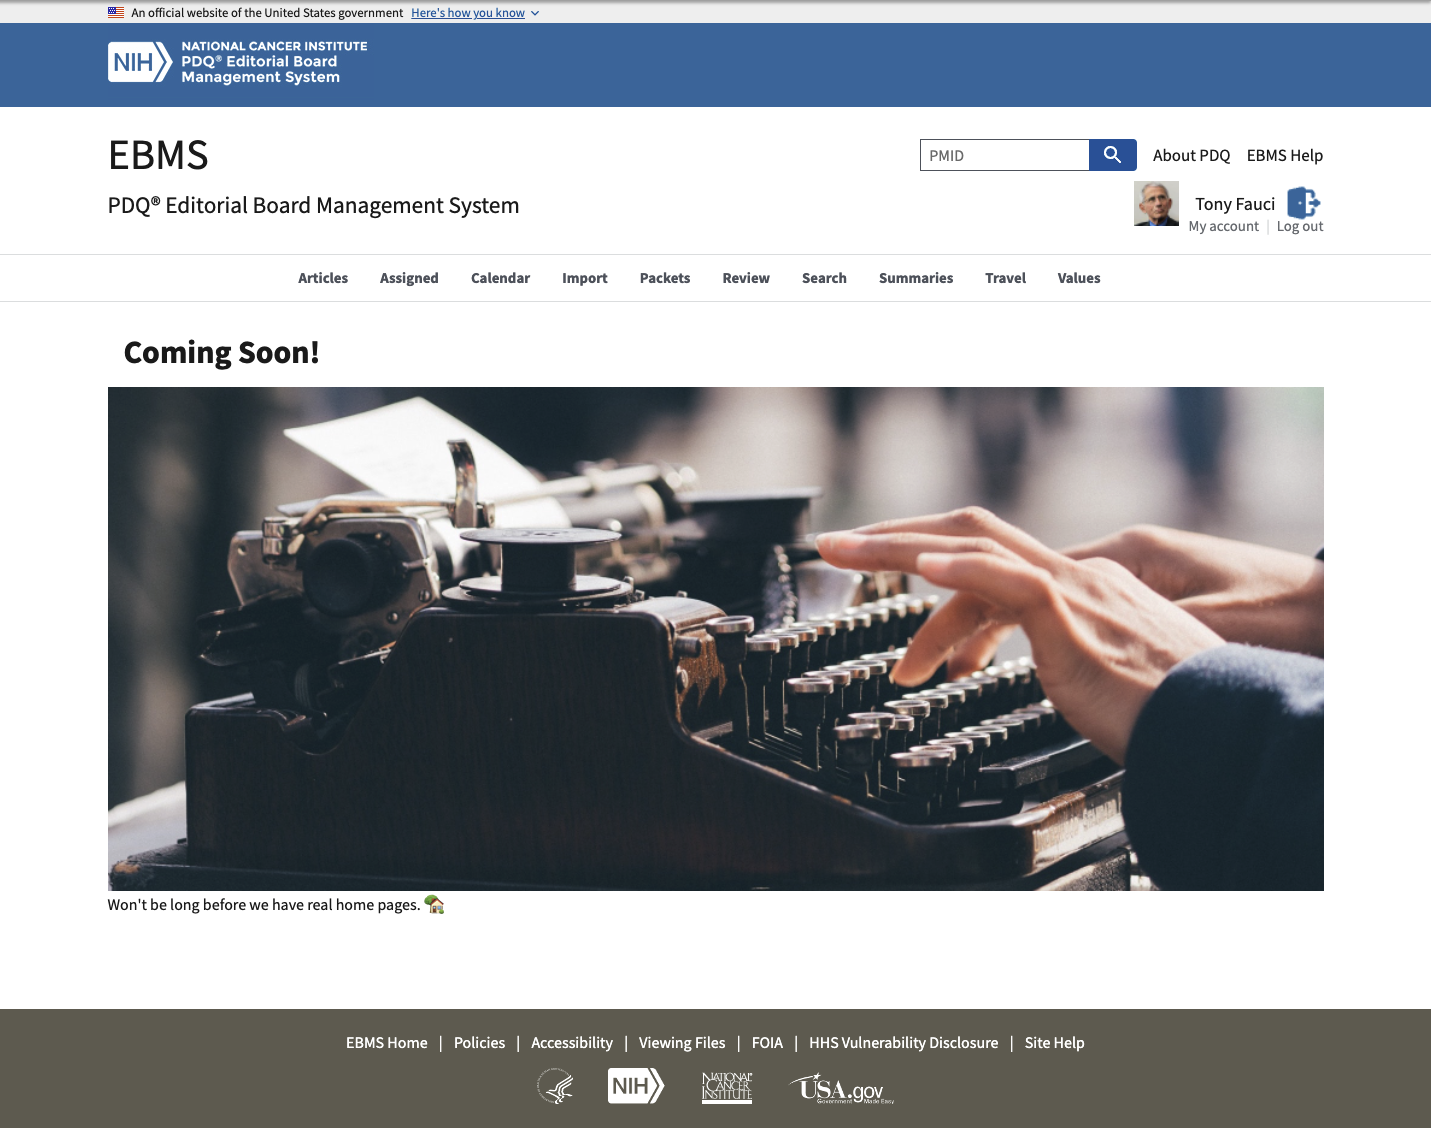 An official website of the United States government Here's how you know
NIH NATIONAL CANCER INSTITUTE
PDQ® Editorial Board
Management System
EBMS
PMID
About PDQ EBMS Help
PDQ® Editorial Board Management System
Tony Fauci
My account | Log out
Articles Assigned Calendar Import Packets Review Search Summaries Travel Values
Coming Soon!
Won't be long before we have real home pages. 🏡
EBMS Home | Policies | Accessibility | Viewing Files | FOIA | HHS Vulnerability Disclosure | Site Help
NIH
NATIONAL
CANCER
INSTITUTE
USA.gov
Government Made Easy